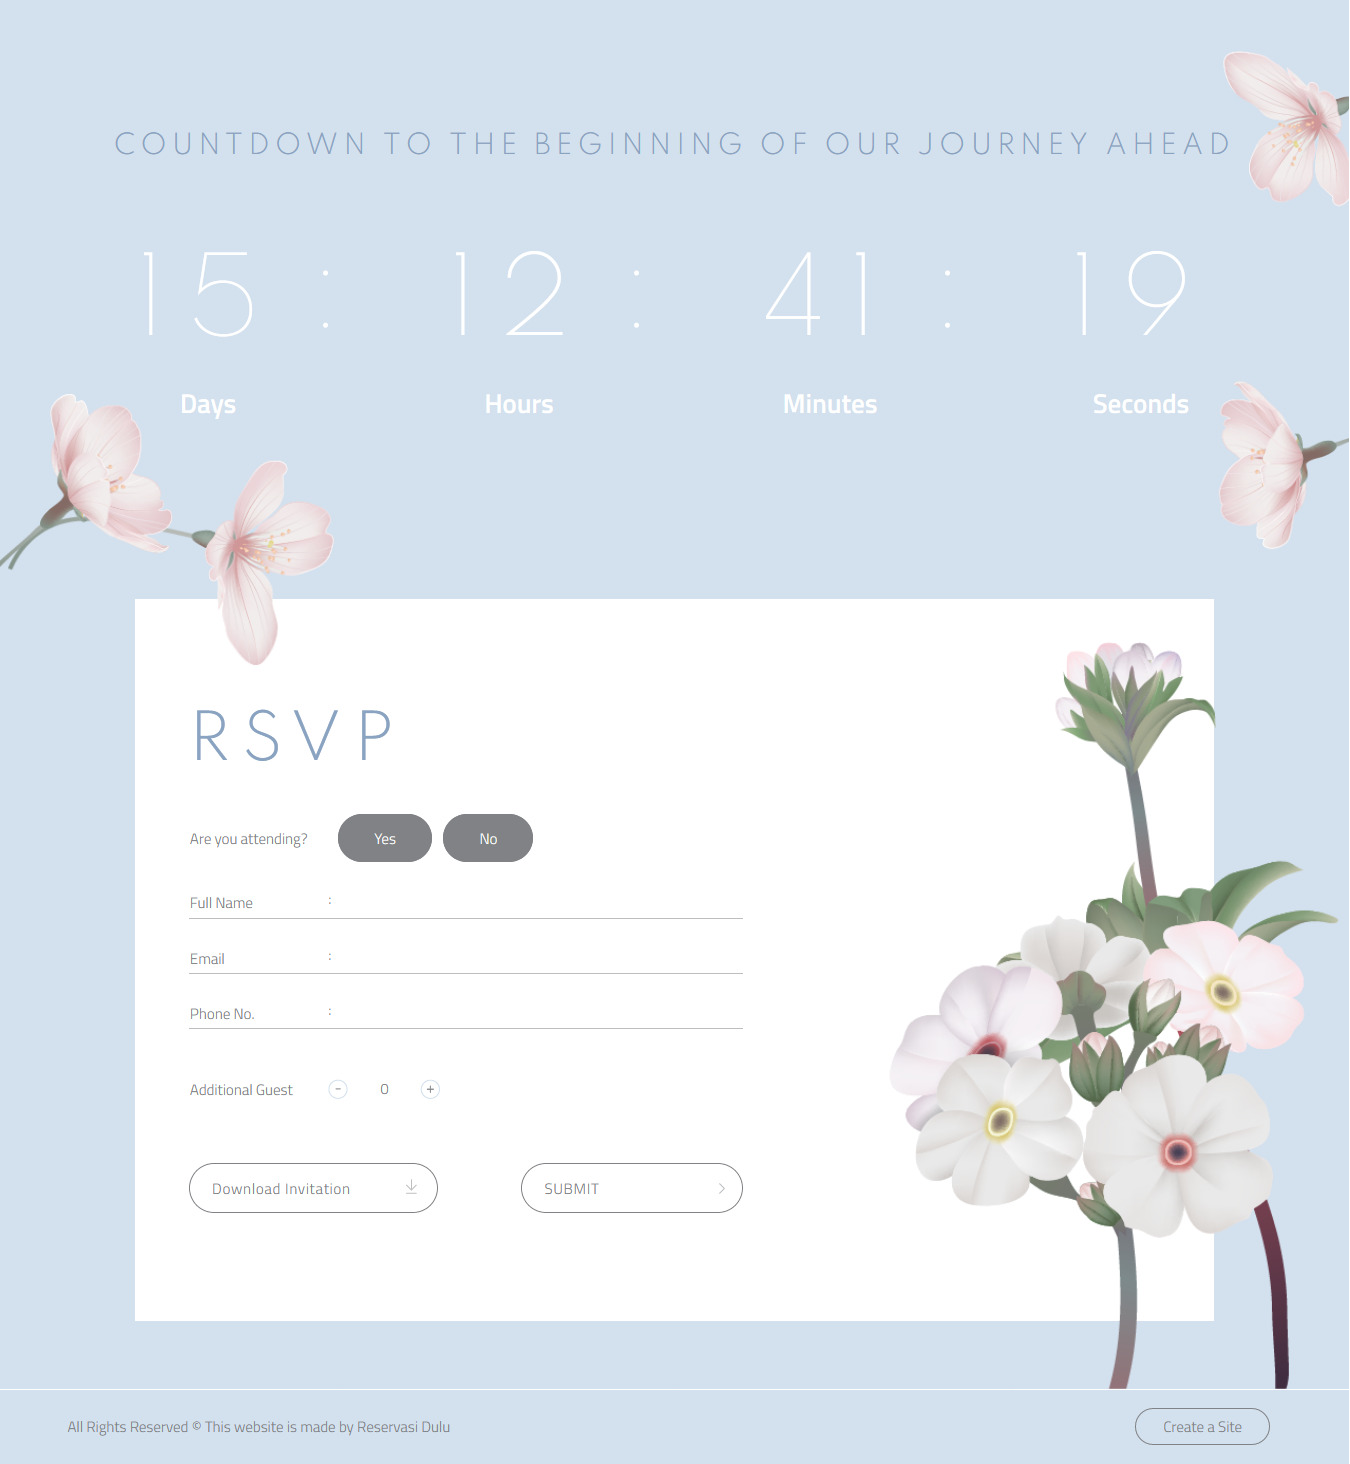 COUNTDOWN TO THE BEGINNING OF OUR JOURNEY AHEAD
15 : 12 : 41 : 19
Days Hours Minutes Seconds
RSVP
Are you attending? Yes No
Full Name :
Email :
Phone No. :
Additional Guest - 0 +
Download Invitation SUBMIT
All Rights Reserved © This website is made by Reservasi Dulu Create a Site